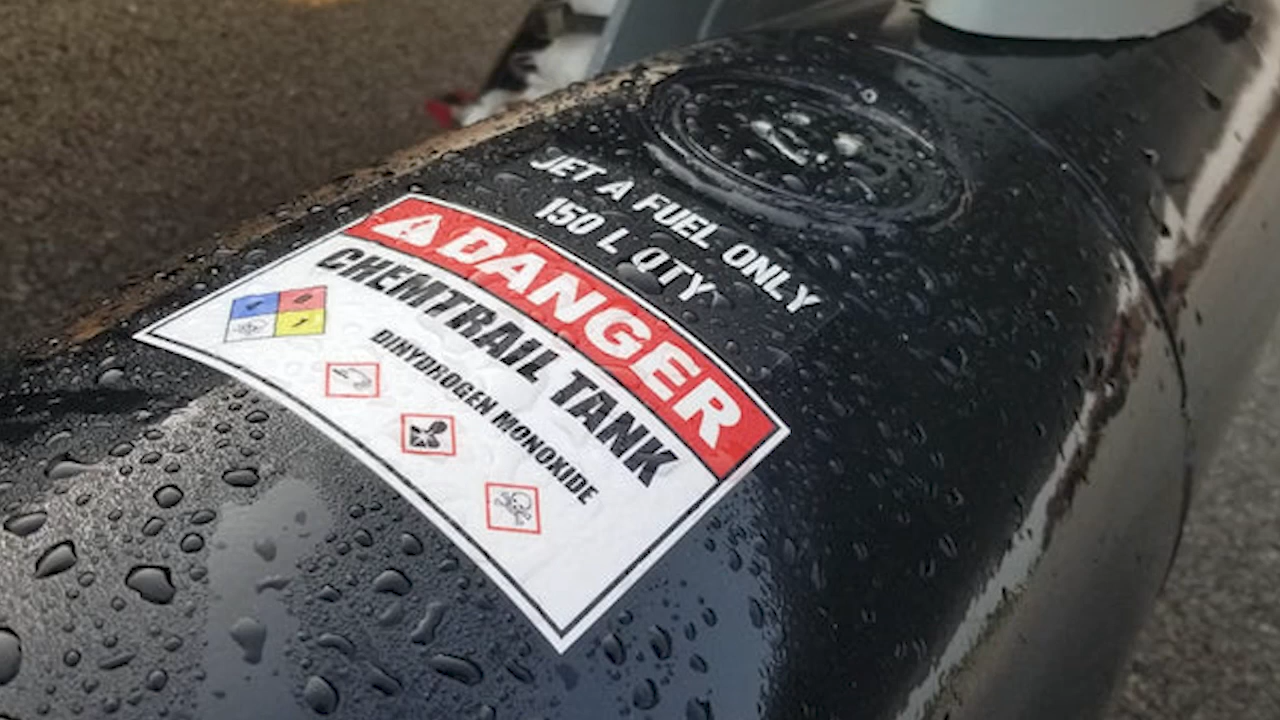 JET A FUEL ONLY
150 L QTY
DANGER
CHEMTRAIL TANK
DIHYDROGEN MONOXIDE